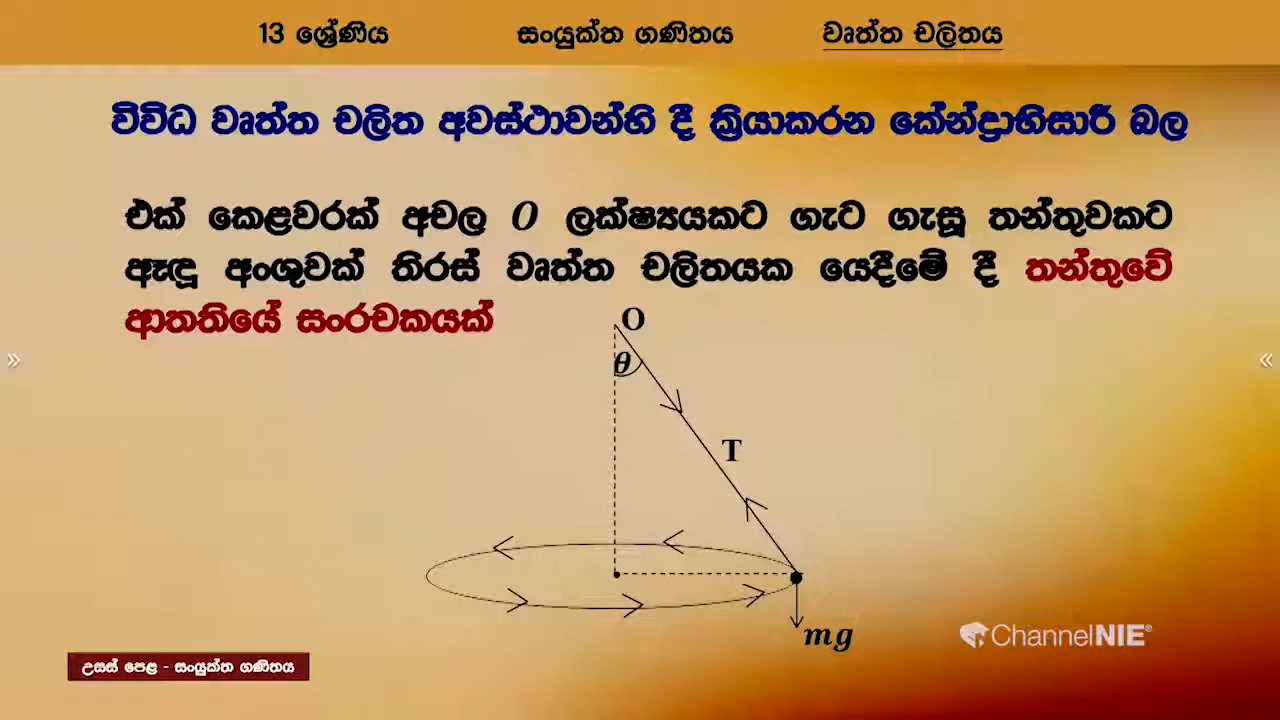 13 ශ්‍රේණිය සංයුක්ත ගණිතය වෘත්ත චලිතය
විවිධ වෘත්ත චලිත අවස්ථාවන්හි දී ක්‍රියාකරන කේන්ද්‍රාභිසාරී බල
එක් කෙළවරක් අචල O ලක්ෂ්‍යයකට ගැට ගැසූ තන්තුවකට
ඈඳූ අංශුවක් තිරස් වෘත්ත චලිතයක යෙදීමේ දී තන්තුවේ
ආතතියේ සංරචකයක්
O
θ
T
mg
ChannelNIE®
උසස් පෙළ - සංයුක්ත ගණිතය